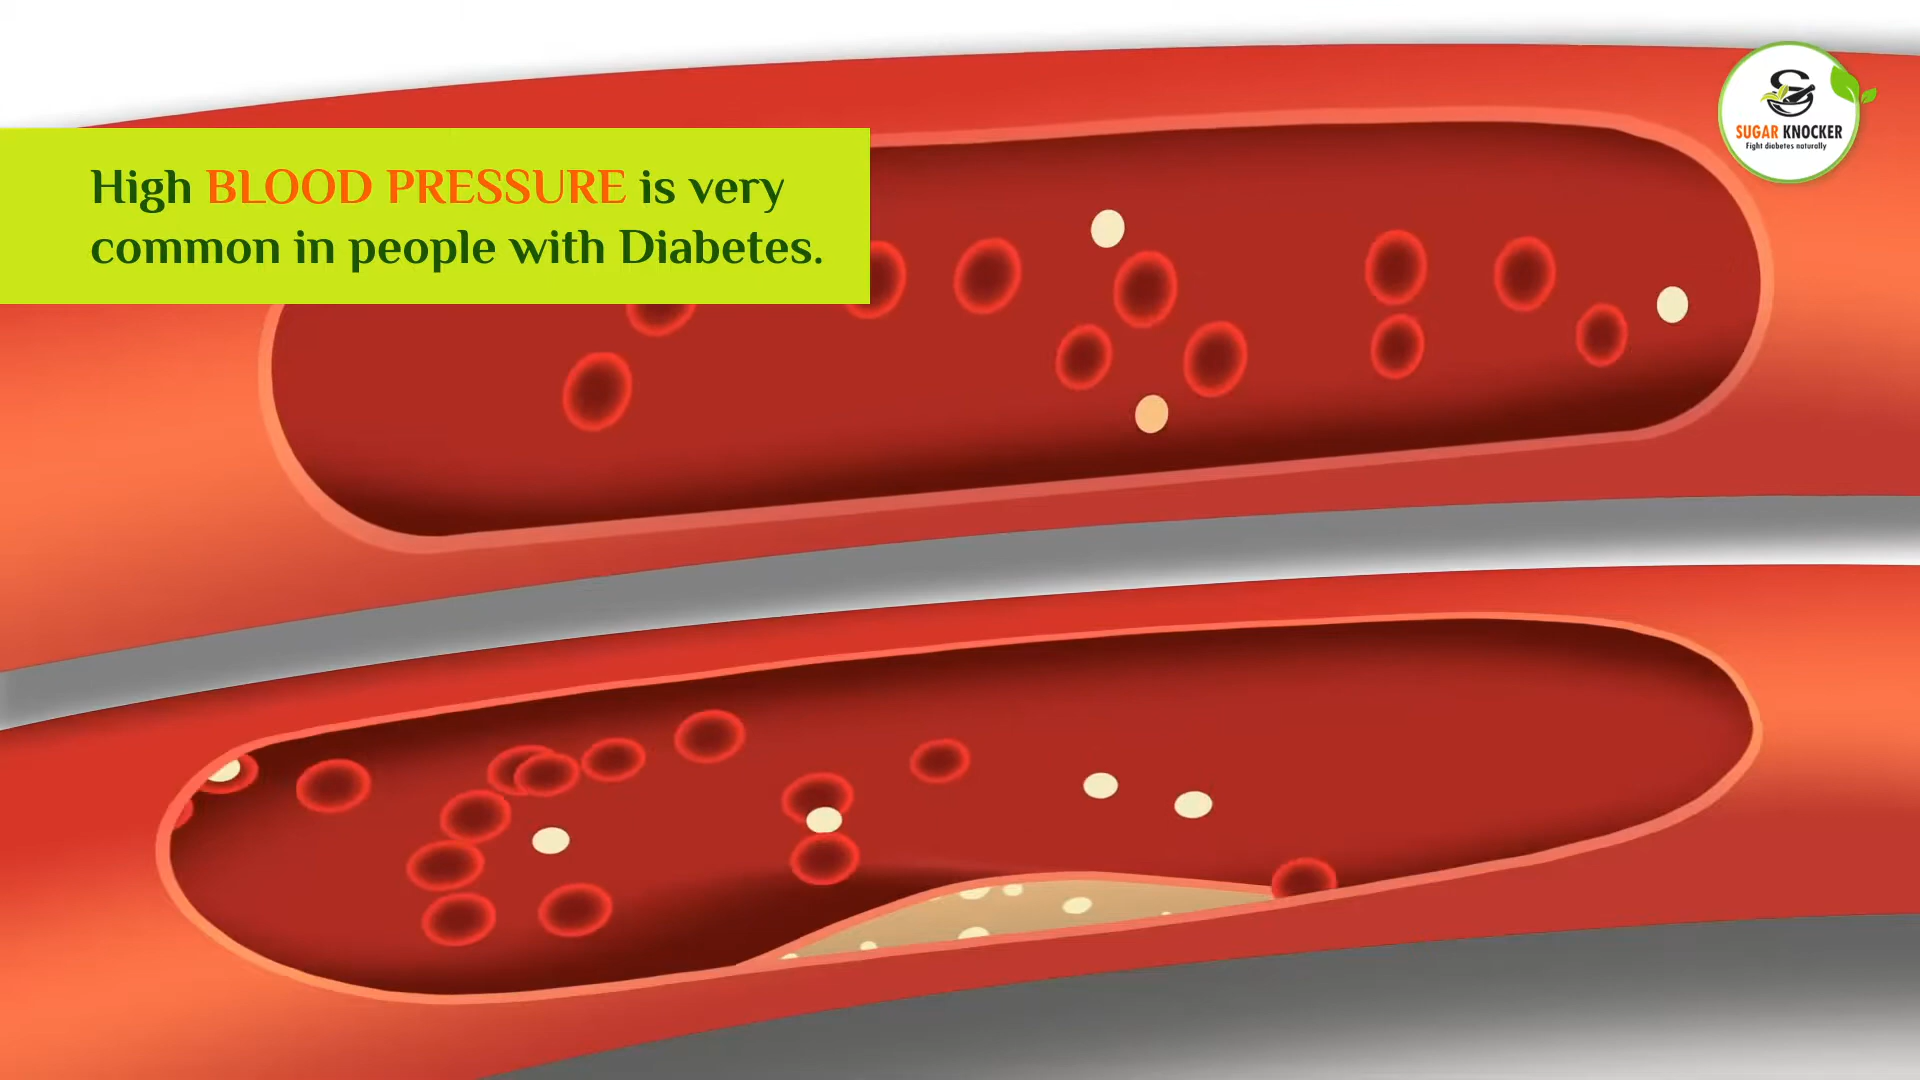 High BLOOD PRESSURE is very
common in people with Diabetes.
SUGAR KNOCKER
Fight diabetes naturally